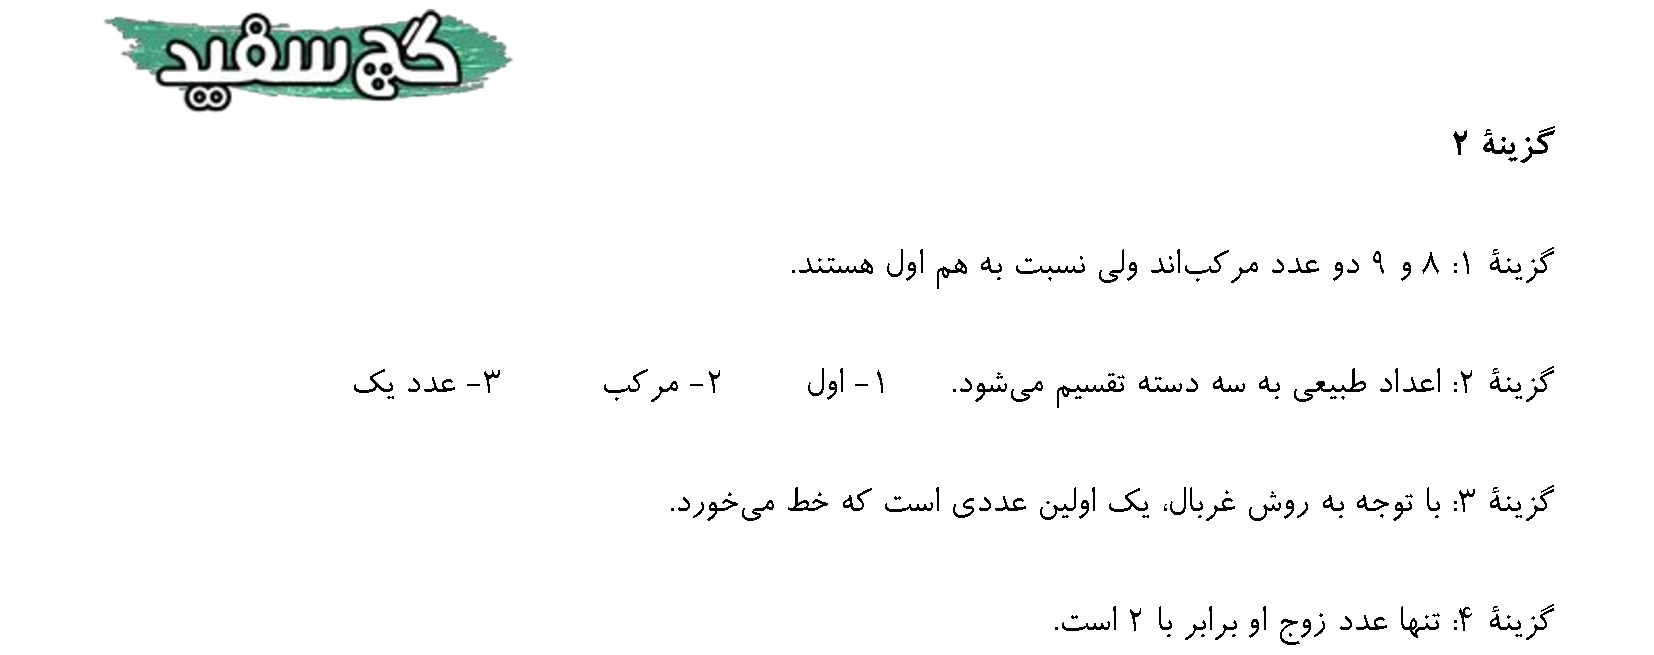 گچ سفید
گزینهٔ ۲
گزینهٔ ۱: ۸ و ۹ دو عدد مرکب‌اند ولی نسبت به هم اول هستند.
گزینهٔ ۲: اعداد طبیعی به سه دسته تقسیم می‌شود. ۱- اول ۲- مرکب ۳- عدد یک
گزینهٔ ۳: با توجه به روش غربال، یک اولین عددی است که خط می‌خورد.
گزینهٔ ۴: تنها عدد زوج او برابر با ۲ است.